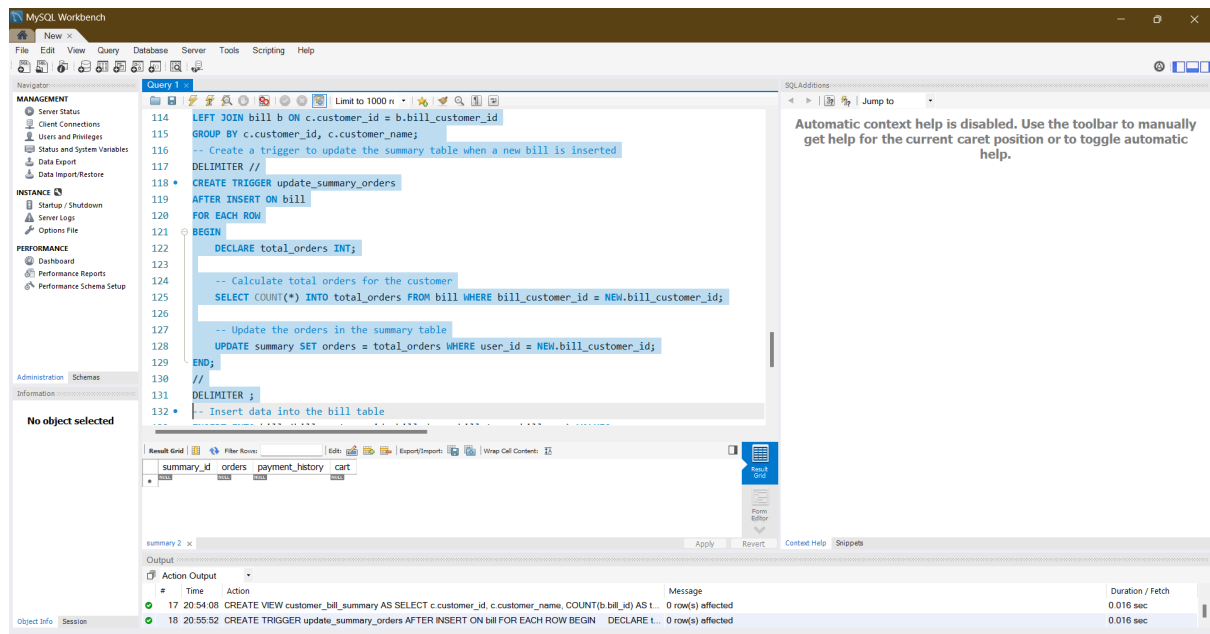 MySQL Workbench
New ×
File Edit View Query Database Server Tools Scripting Help
Navigator
MANAGEMENT
Server Status
Client Connections
Users and Privileges
Status and System Variables
Data Export
Data Import/Restore
INSTANCE
Startup / Shutdown
Server Logs
Options File
PERFORMANCE
Dashboard
Performance Reports
Performance Schema Setup
Administration Schemas
Information
No object selected
Object Info Session
Query 1 ×
Limit to 1000 r
114 LEFT JOIN bill b ON c.customer_id = b.bill_customer_id
115 GROUP BY c.customer_id, c.customer_name;
116 -- Create a trigger to update the summary table when a new bill is inserted
117 DELIMITER //
118 CREATE TRIGGER update_summary_orders
119 AFTER INSERT ON bill
120 FOR EACH ROW
121 BEGIN
122 DECLARE total_orders INT;
123
124 -- Calculate total orders for the customer
125 SELECT COUNT(*) INTO total_orders FROM bill WHERE bill_customer_id = NEW.bill_customer_id;
126
127 -- Update the orders in the summary table
128 UPDATE summary SET orders = total_orders WHERE user_id = NEW.bill_customer_id;
129 END;
130 //
131 DELIMITER ;
132 -- Insert data into the bill table
Result Grid Filter Rows: Edit: Export/Import: Wrap Cell Content:
summary_id orders payment_history cart
NULL NULL NULL NULL
Result Grid
Form Editor
summary 2 × Apply Revert
SQLAdditions
Jump to
Automatic context help is disabled. Use the toolbar to manually
get help for the current caret position or to toggle automatic
help.
Context Help Snippets
Output
Action Output
# Time Action Message Duration / Fetch
17 20:54:08 CREATE VIEW customer_bill_summary AS SELECT c.customer_id, c.customer_name, COUNT(b.bill_id) AS t... 0 row(s) affected 0.016 sec
18 20:55:52 CREATE TRIGGER update_summary_orders AFTER INSERT ON bill FOR EACH ROW BEGIN DECLARE t... 0 row(s) affected 0.016 sec